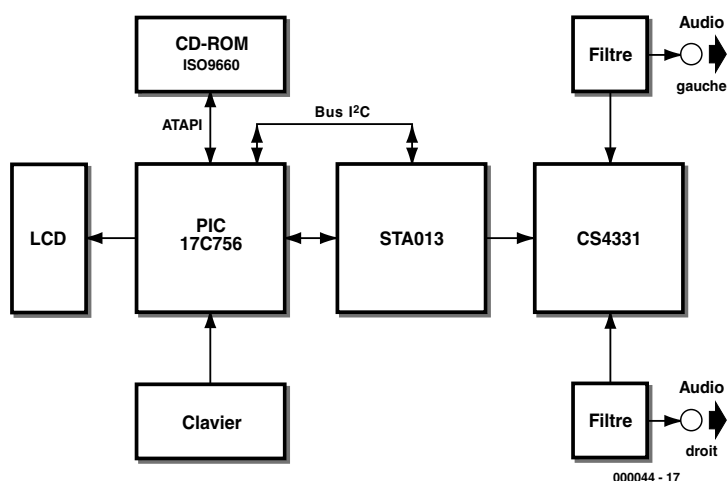 CD-ROM
ISO9660
Filtre
Audio
gauche
ATAPI
Bus I²C
LCD
PIC
17C756
STA013
CS4331
Clavier
Filtre
Audio
droit
000044 - 17